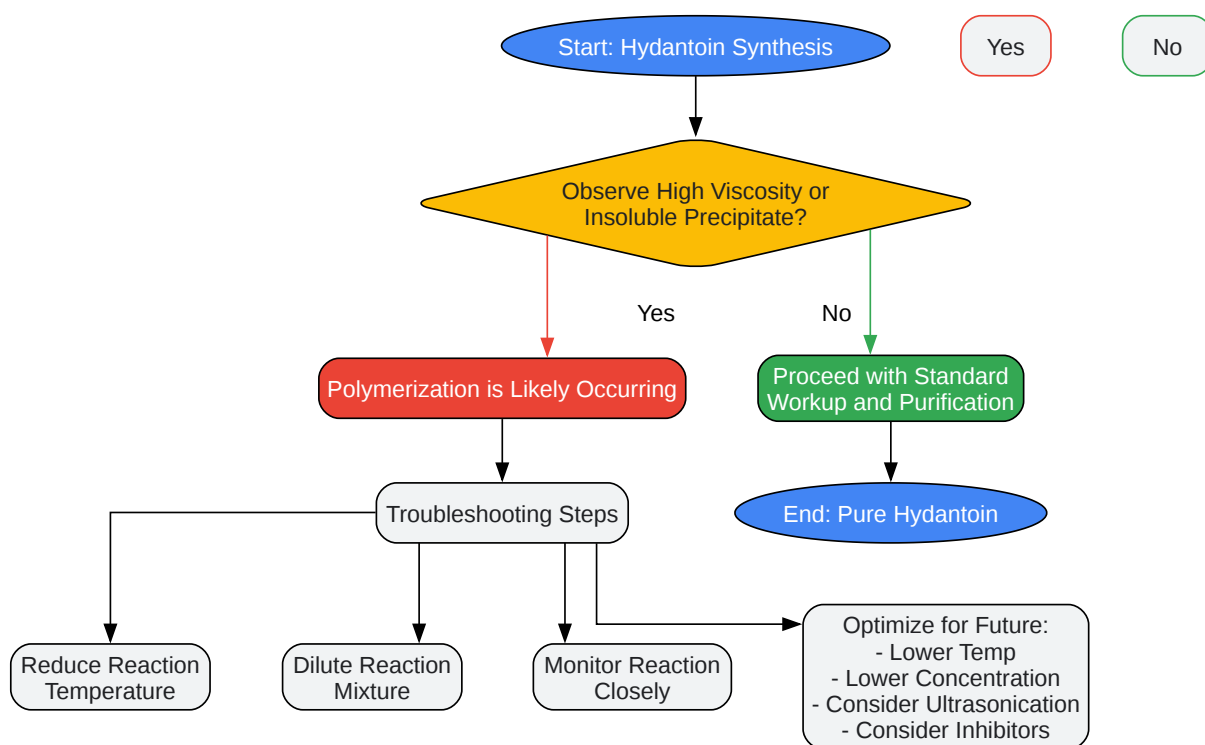 Start: Hydantoin Synthesis
Yes
No
Observe High Viscosity or
Insoluble Precipitate?
Yes
No
Polymerization is Likely Occurring
Proceed with Standard
Workup and Purification
Troubleshooting Steps
End: Pure Hydantoin
Reduce Reaction
Temperature
Dilute Reaction
Mixture
Monitor Reaction
Closely
Optimize for Future:
- Lower Temp
- Lower Concentration
- Consider Ultrasonication
- Consider Inhibitors